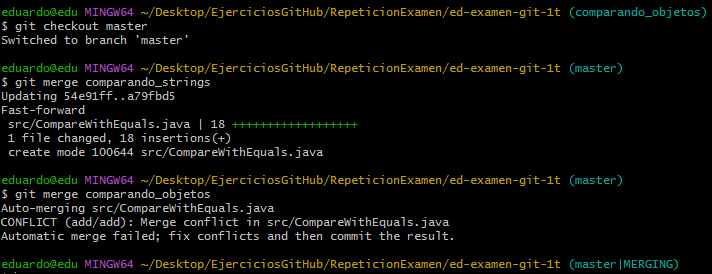 eduardo@edu MINGW64 ~/Desktop/EjerciciosGitHub/RepeticionExamen/ed-examen-git-1t (comparando_objetos)
$ git checkout master
Switched to branch 'master'
eduardo@edu MINGW64 ~/Desktop/EjerciciosGitHub/RepeticionExamen/ed-examen-git-1t (master)
$ git merge comparando_strings
Updating 54e91ff..a79fbd5
Fast-forward
 src/CompareWithEquals.java | 18 ++++++++++++++++++
 1 file changed, 18 insertions(+)
 create mode 100644 src/CompareWithEquals.java
eduardo@edu MINGW64 ~/Desktop/EjerciciosGitHub/RepeticionExamen/ed-examen-git-1t (master)
$ git merge comparando_objetos
Auto-merging src/CompareWithEquals.java
CONFLICT (add/add): Merge conflict in src/CompareWithEquals.java
Automatic merge failed; fix conflicts and then commit the result.
eduardo@edu MINGW64 ~/Desktop/EjerciciosGitHub/RepeticionExamen/ed-examen-git-1t (master|MERGING)